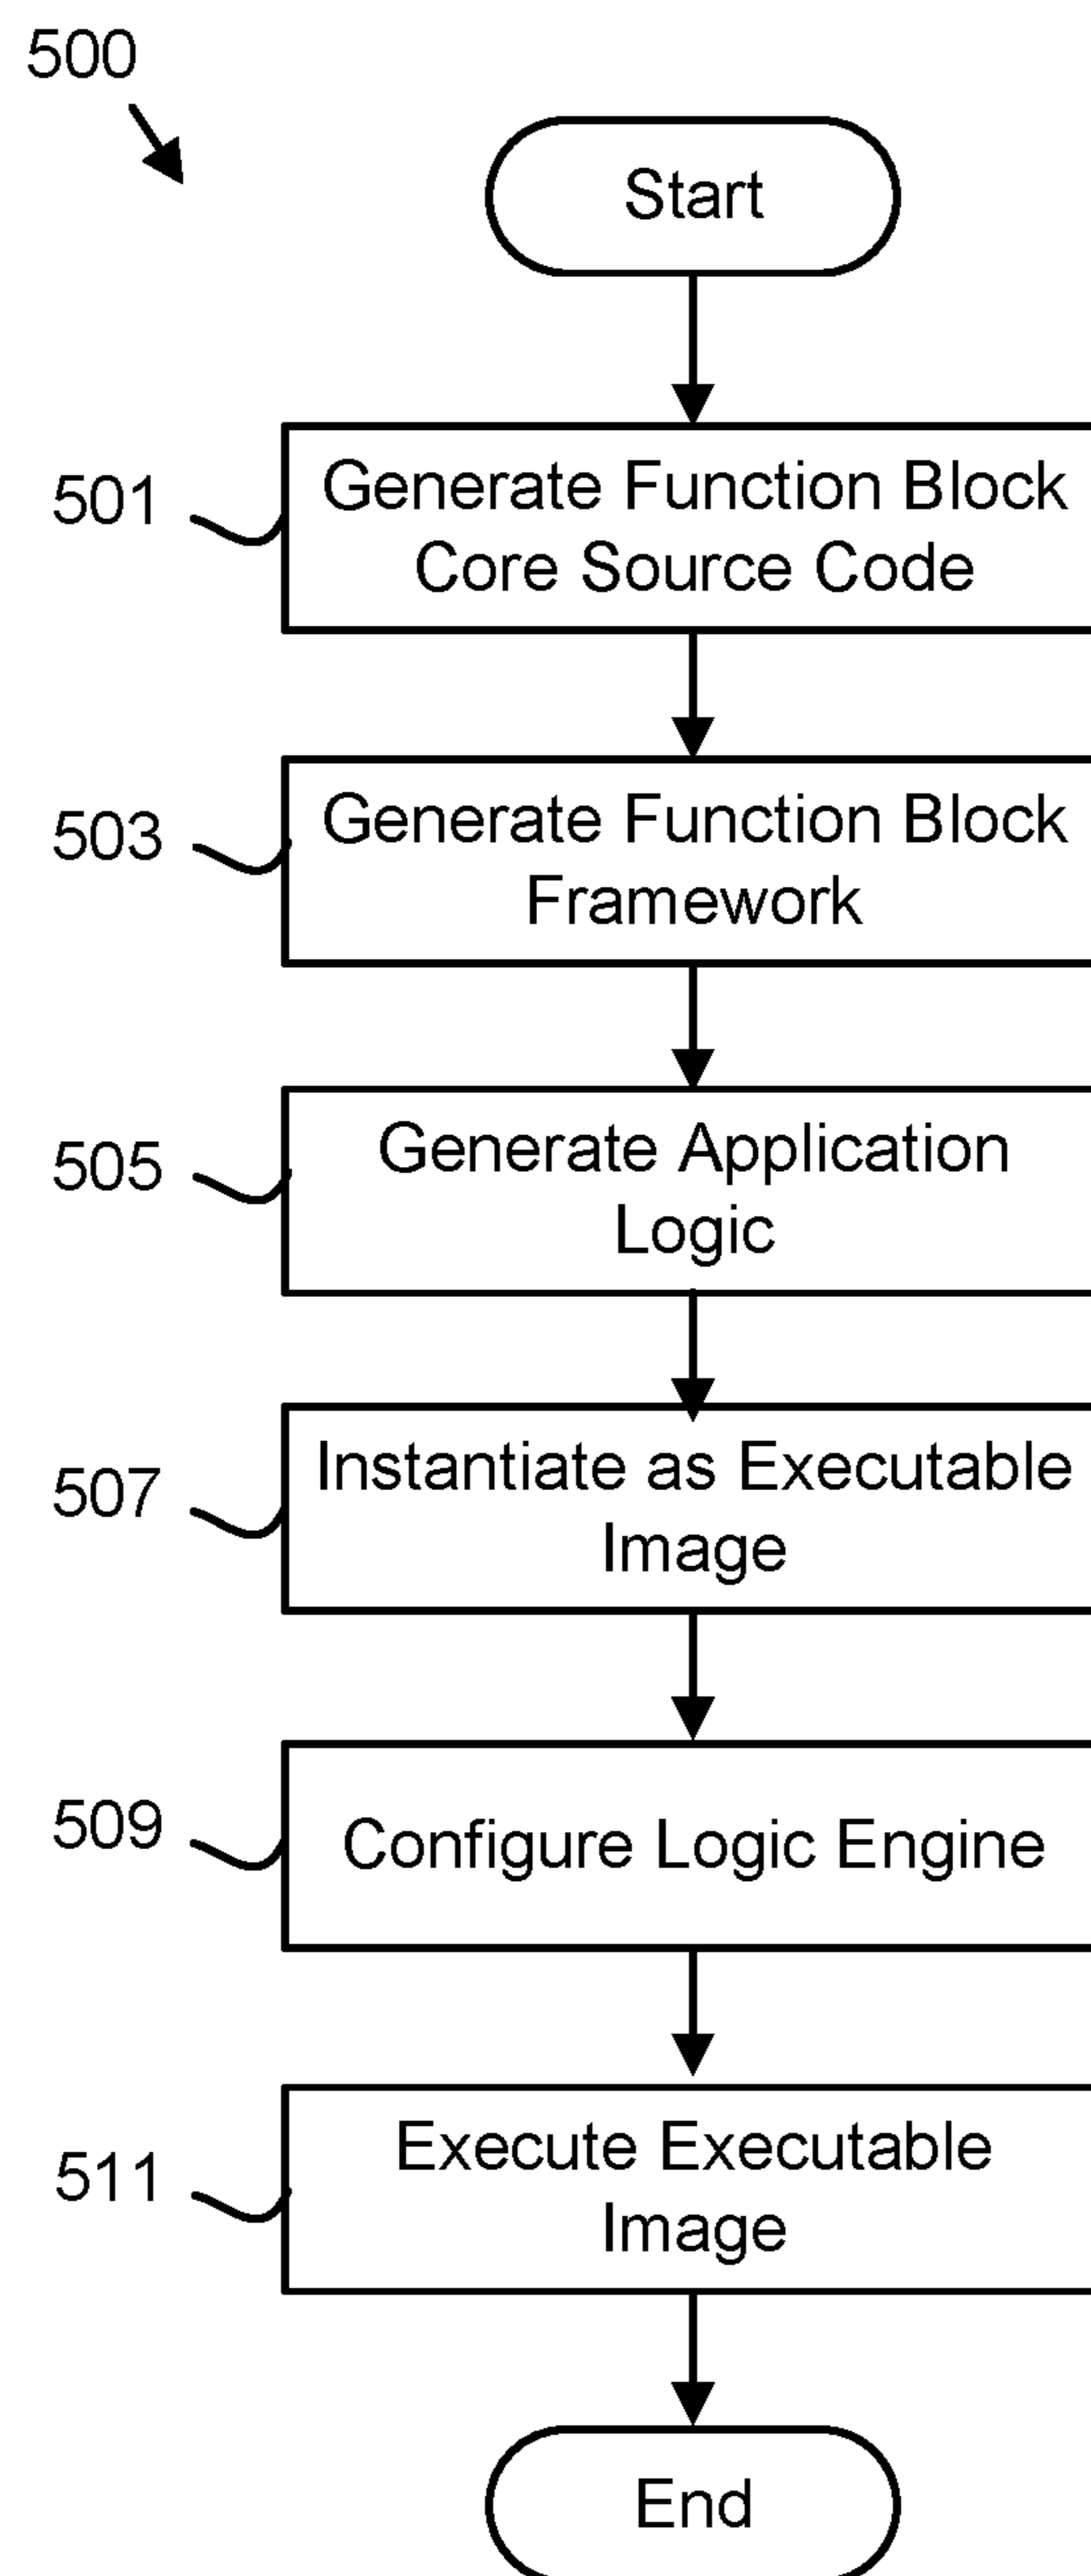 500
Start
501
Generate Function Block
Core Source Code
503
Generate Function Block
Framework
505
Generate Application
Logic
507
Instantiate as Executable
Image
509
Configure Logic Engine
511
Execute Executable
Image
End